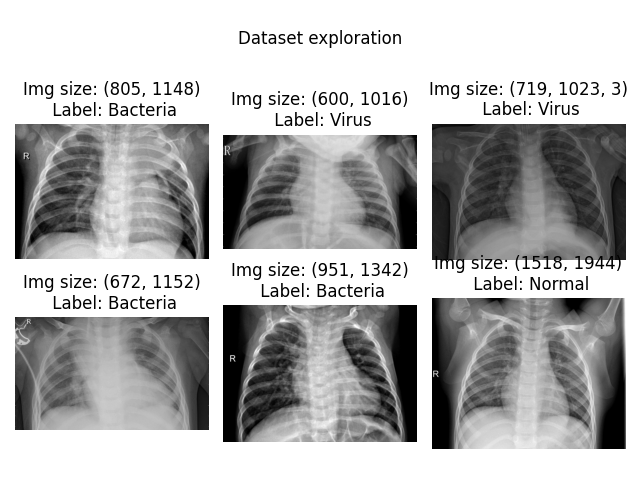 Dataset exploration
Img size: (805, 1148)
Label: Bacteria
Img size: (600, 1016)
Label: Virus
Img size: (719, 1023, 3)
Label: Virus
R
R
Img size: (672, 1152)
Label: Bacteria
Img size: (951, 1342)
Label: Bacteria
Img size: (1518, 1944)
Label: Normal
R
R
R